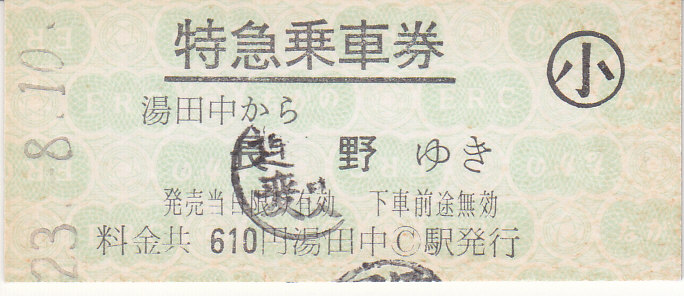 特急乗車券
小
湯田中から
長野ゆき
発売当日限り有効 下車前途無効
料金共 610円 湯田中Ⓒ駅発行
23.-8.10.